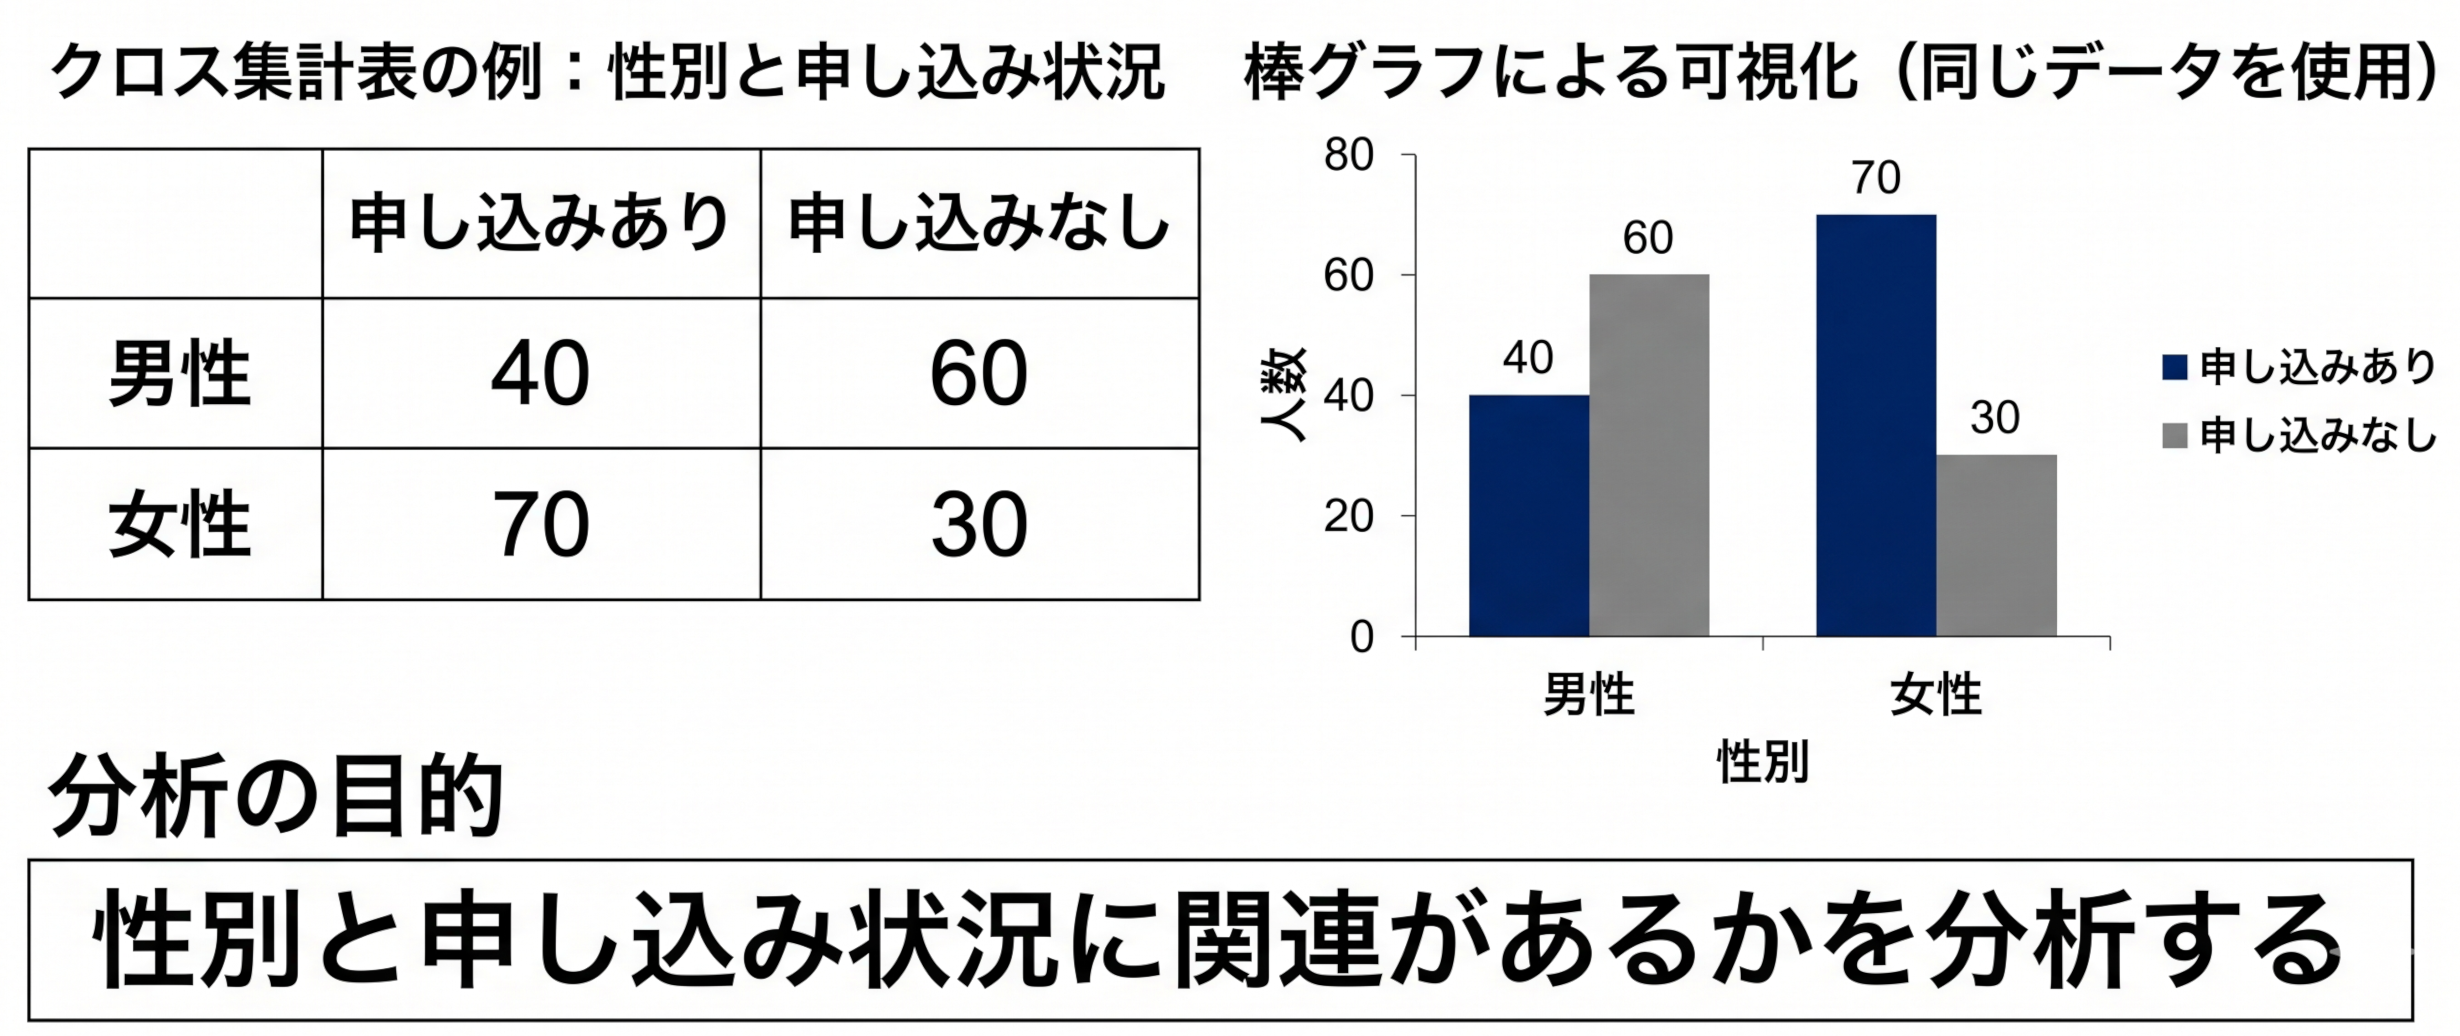 クロス集計表の例：性別と申し込み状況
申し込みあり 申し込みなし
男性 40 60
女性 70 30
棒グラフによる可視化（同じデータを使用）
人数
80
60
40
20
0
40
60
70
30
男性 女性
性別
申し込みあり
申し込みなし
分析の目的
性別と申し込み状況に関連があるかを分析する